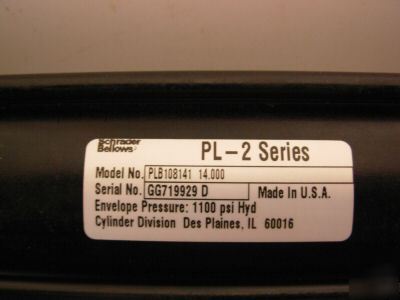 Schrader
Bellows
PL-2 Series
Model No. PLB108141 14.000
Serial No. GG719929 D Made In U.S.A.
Envelope Pressure: 1100 psi Hyd
Cylinder Division Des Plaines, IL 60016